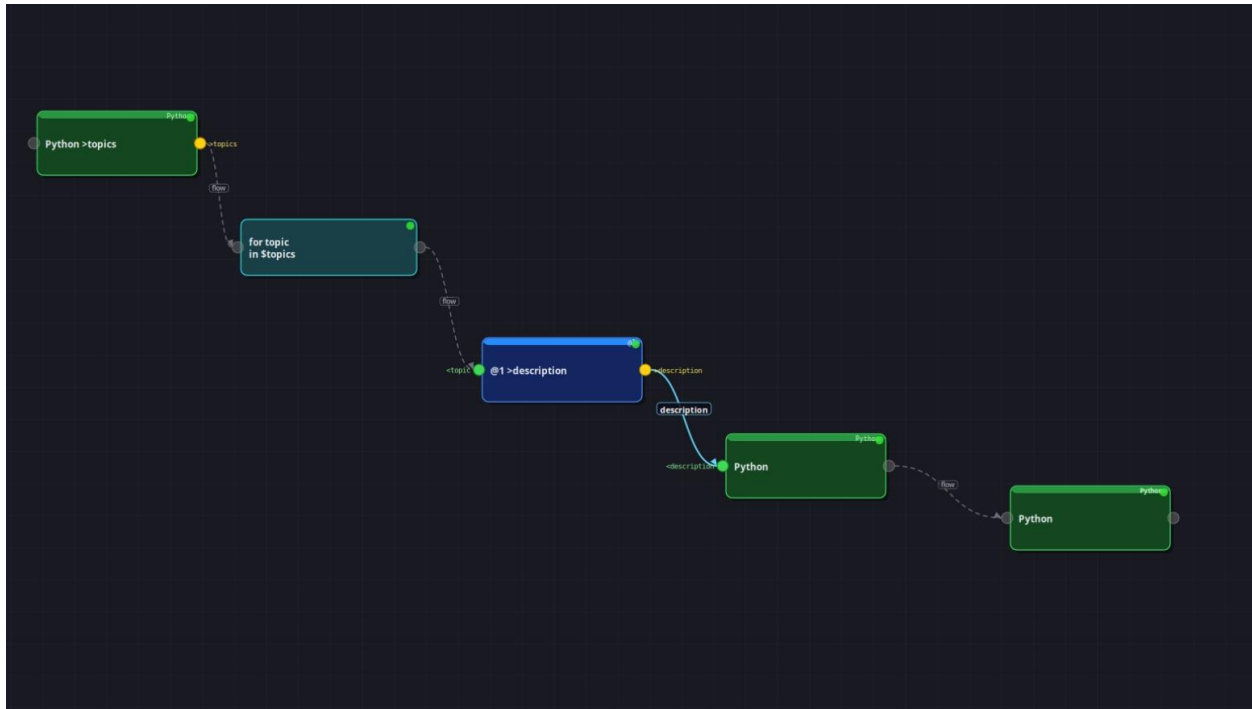 Python
Python >topics
>topics
flow
for topic
in $topics
flow
@1 >description
<topic
>description
description
Python
<description
Python
flow
Python
Python